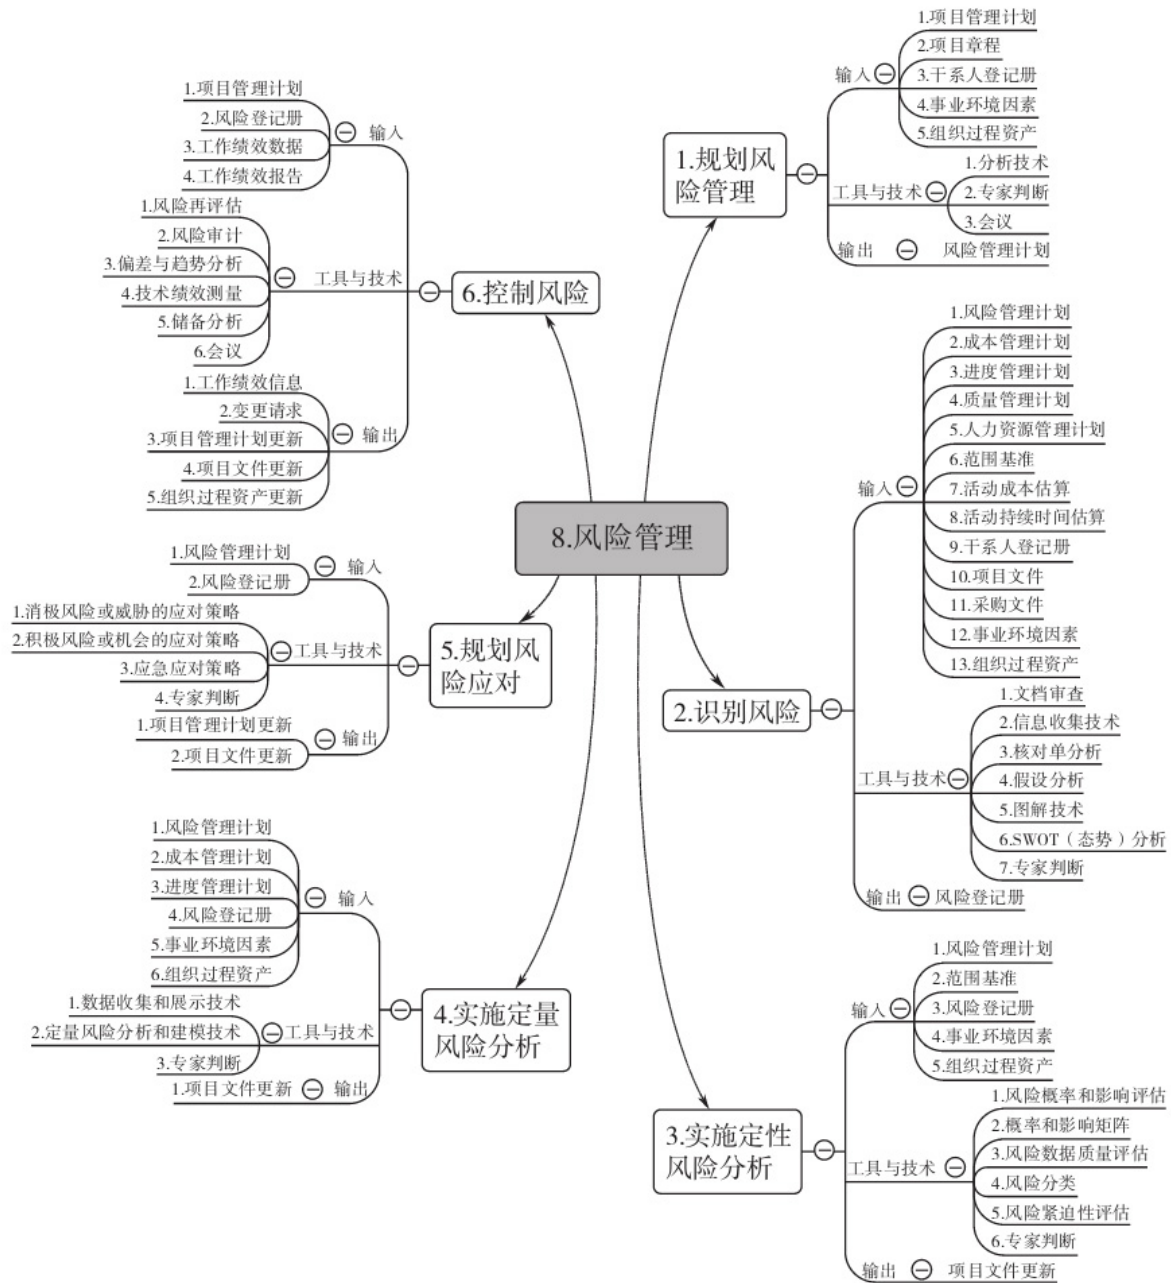 8.风险管理
1.规划风
险管理
输入
1.项目管理计划
2.项目章程
3.干系人登记册
4.事业环境因素
5.组织过程资产
工具与技术
1.分析技术
2.专家判断
3.会议
输出
风险管理计划
2.识别风险
输入
1.风险管理计划
2.成本管理计划
3.进度管理计划
4.质量管理计划
5.人力资源管理计划
6.范围基准
7.活动成本估算
8.活动持续时间估算
9.干系人登记册
10.项目文件
11.采购文件
12.事业环境因素
13.组织过程资产
工具与技术
1.文档审查
2.信息收集技术
3.核对单分析
4.假设分析
5.图解技术
6.SWOT（态势）分析
7.专家判断
输出
风险登记册
3.实施定性
风险分析
输入
1.风险管理计划
2.范围基准
3.风险登记册
4.事业环境因素
5.组织过程资产
工具与技术
1.风险概率和影响评估
2.概率和影响矩阵
3.风险数据质量评估
4.风险分类
5.风险紧迫性评估
6.专家判断
输出
项目文件更新
4.实施定量
风险分析
输入
1.风险管理计划
2.成本管理计划
3.进度管理计划
4.风险登记册
5.事业环境因素
6.组织过程资产
工具与技术
1.数据收集和展示技术
2.定量风险分析和建模技术
3.专家判断
输出
1.项目文件更新
5.规划风
险应对
输入
1.风险管理计划
2.风险登记册
工具与技术
1.消极风险或威胁的应对策略
2.积极风险或机会的应对策略
3.应急应对策略
4.专家判断
输出
1.项目管理计划更新
2.项目文件更新
6.控制风险
输入
1.项目管理计划
2.风险登记册
3.工作绩效数据
4.工作绩效报告
工具与技术
1.风险再评估
2.风险审计
3.偏差与趋势分析
4.技术绩效测量
5.储备分析
6.会议
输出
1.工作绩效信息
2.变更请求
3.项目管理计划更新
4.项目文件更新
5.组织过程资产更新